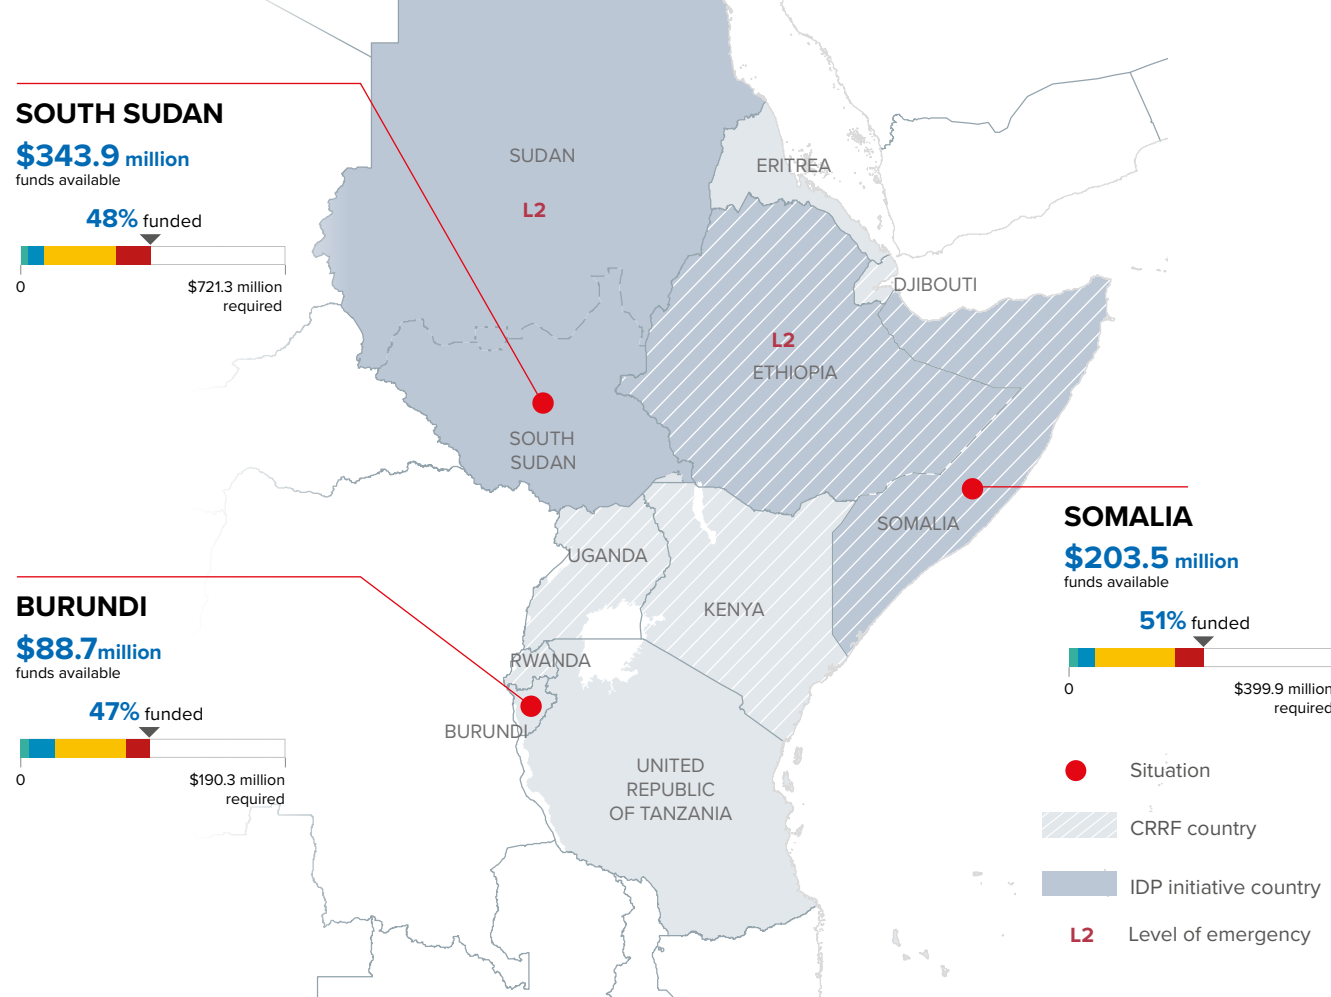 SOUTH SUDAN
$343.9 million
funds available
48% funded
0
$721.3 million
required
SUDAN
L2
ERITREA
DJIBOUTI
L2
ETHIOPIA
SOUTH
SUDAN
SOMALIA
UGANDA
KENYA
RWANDA
BURUNDI
UNITED
REPUBLIC
OF TANZANIA
BURUNDI
$88.7million
funds available
47% funded
0
$190.3 million
required
SOMALIA
$203.5 million
funds available
51% funded
0
$399.9 million
required
Situation
CRRF country
IDP initiative country
L2 Level of emergency